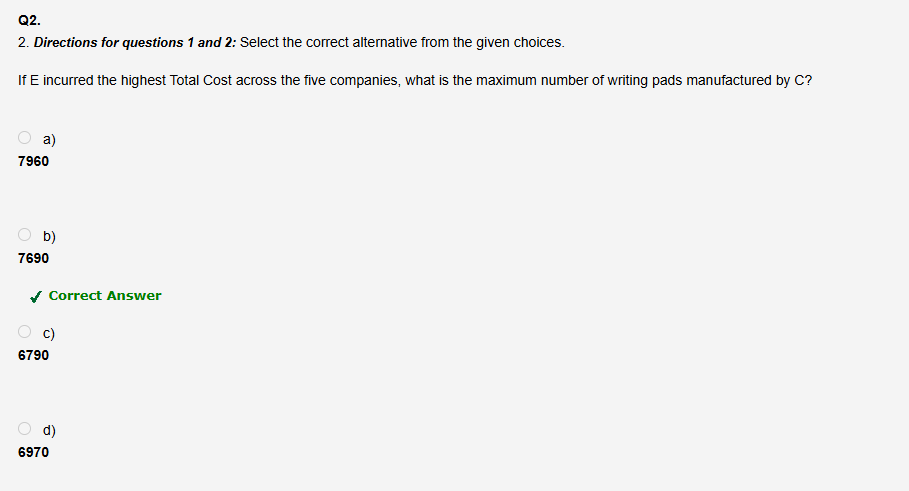 Q2.
2. Directions for questions 1 and 2: Select the correct alternative from the given choices.
If E incurred the highest Total Cost across the five companies, what is the maximum number of writing pads manufactured by C?
a)
7960
b)
7690
✓ Correct Answer
c)
6790
d)
6970